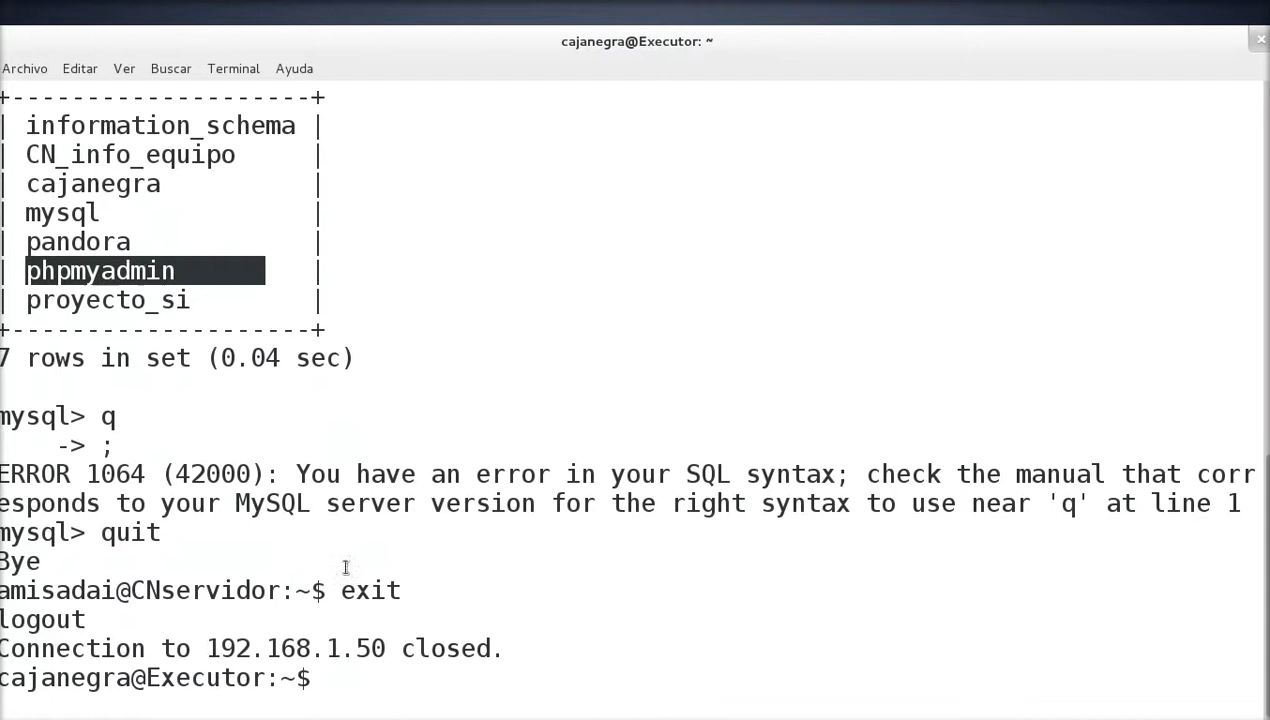 cajanegra@Executor: ~
×
Archivo Editar Ver Buscar Terminal Ayuda
+--------------------+
| information_schema |
| CN_info_equipo     |
| cajanegra          |
| mysql              |
| pandora            |
| phpmyadmin         |
| proyecto_si        |
+--------------------+
7 rows in set (0.04 sec)
mysql> q
    -> ;
ERROR 1064 (42000): You have an error in your SQL syntax; check the manual that corr
esponds to your MySQL server version for the right syntax to use near 'q' at line 1
mysql> quit
Bye
amisadai@CNservidor:~$ exit
logout
Connection to 192.168.1.50 closed.
cajanegra@Executor:~$